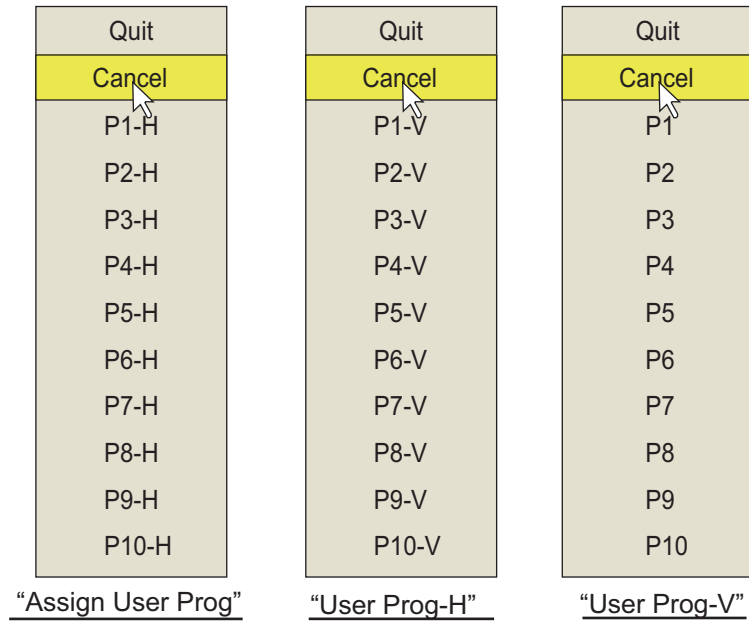 Quit
Cancel
P1-H
P2-H
P3-H
P4-H
P5-H
P6-H
P7-H
P8-H
P9-H
P10-H
“Assign User Prog”
Quit
Cancel
P1-V
P2-V
P3-V
P4-V
P5-V
P6-V
P7-V
P8-V
P9-V
P10-V
“User Prog-H”
Quit
Cancel
P1
P2
P3
P4
P5
P6
P7
P8
P9
P10
“User Prog-V”